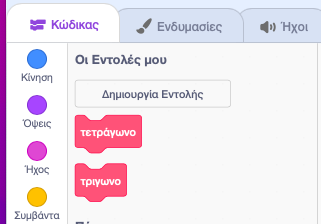 Κώδικας Ενδυμασίες Ήχοι
Οι Εντολές μου
Κίνηση
Δημιουργία Εντολής
Όψεις
τετράγωνο
Ήχος
τριγωνο
Συμβάντα